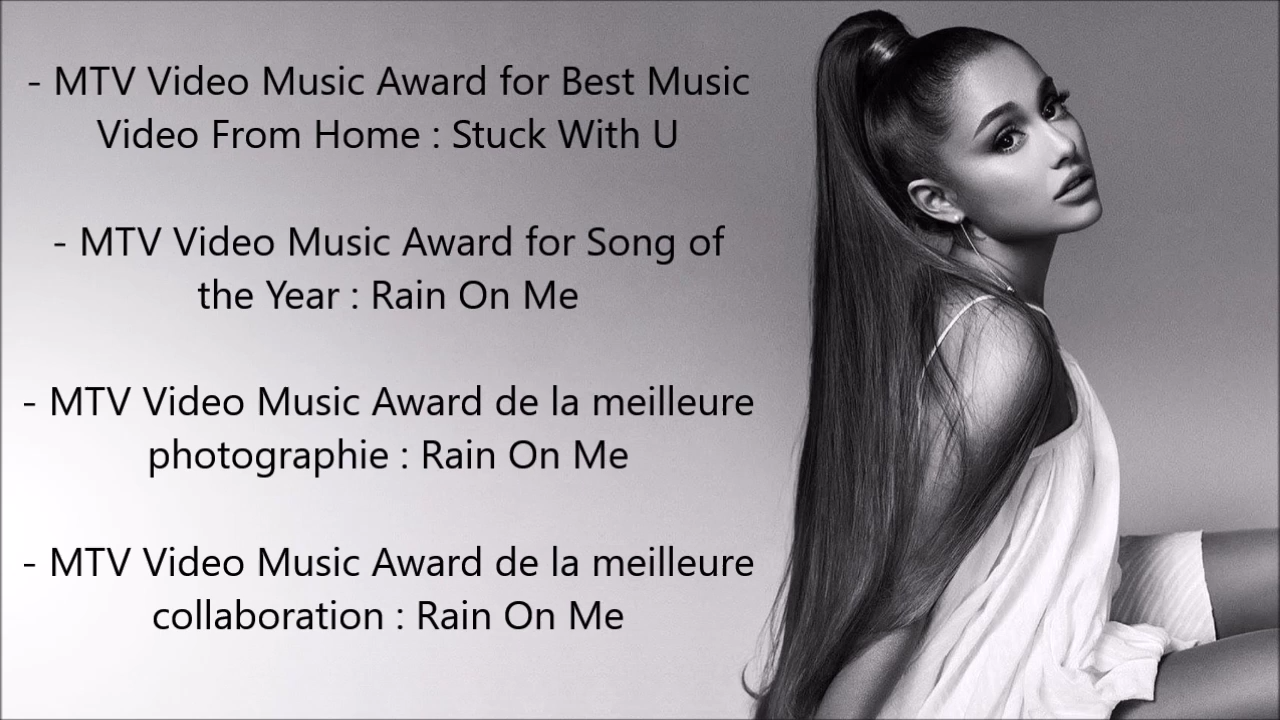 - MTV Video Music Award for Best Music
Video From Home : Stuck With U
- MTV Video Music Award for Song of
the Year : Rain On Me
- MTV Video Music Award de la meilleure
photographie : Rain On Me
- MTV Video Music Award de la meilleure
collaboration : Rain On Me